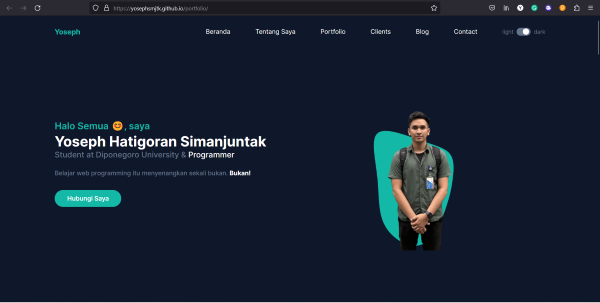 https://yosephsmjtk.github.io/portfolio/
Yoseph Beranda Tentang Saya Portfolio Clients Blog Contact light dark
Halo Semua 😊, saya
Yoseph Hatigoran Simanjuntak
Student at Diponegoro University & Programmer
Belajar web programming itu menyenangkan sekali bukan. Bukan!
Hubungi Saya